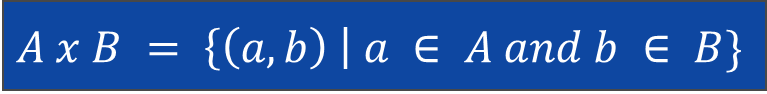 A x B = {(a, b) | a ∈ A and b ∈ B}